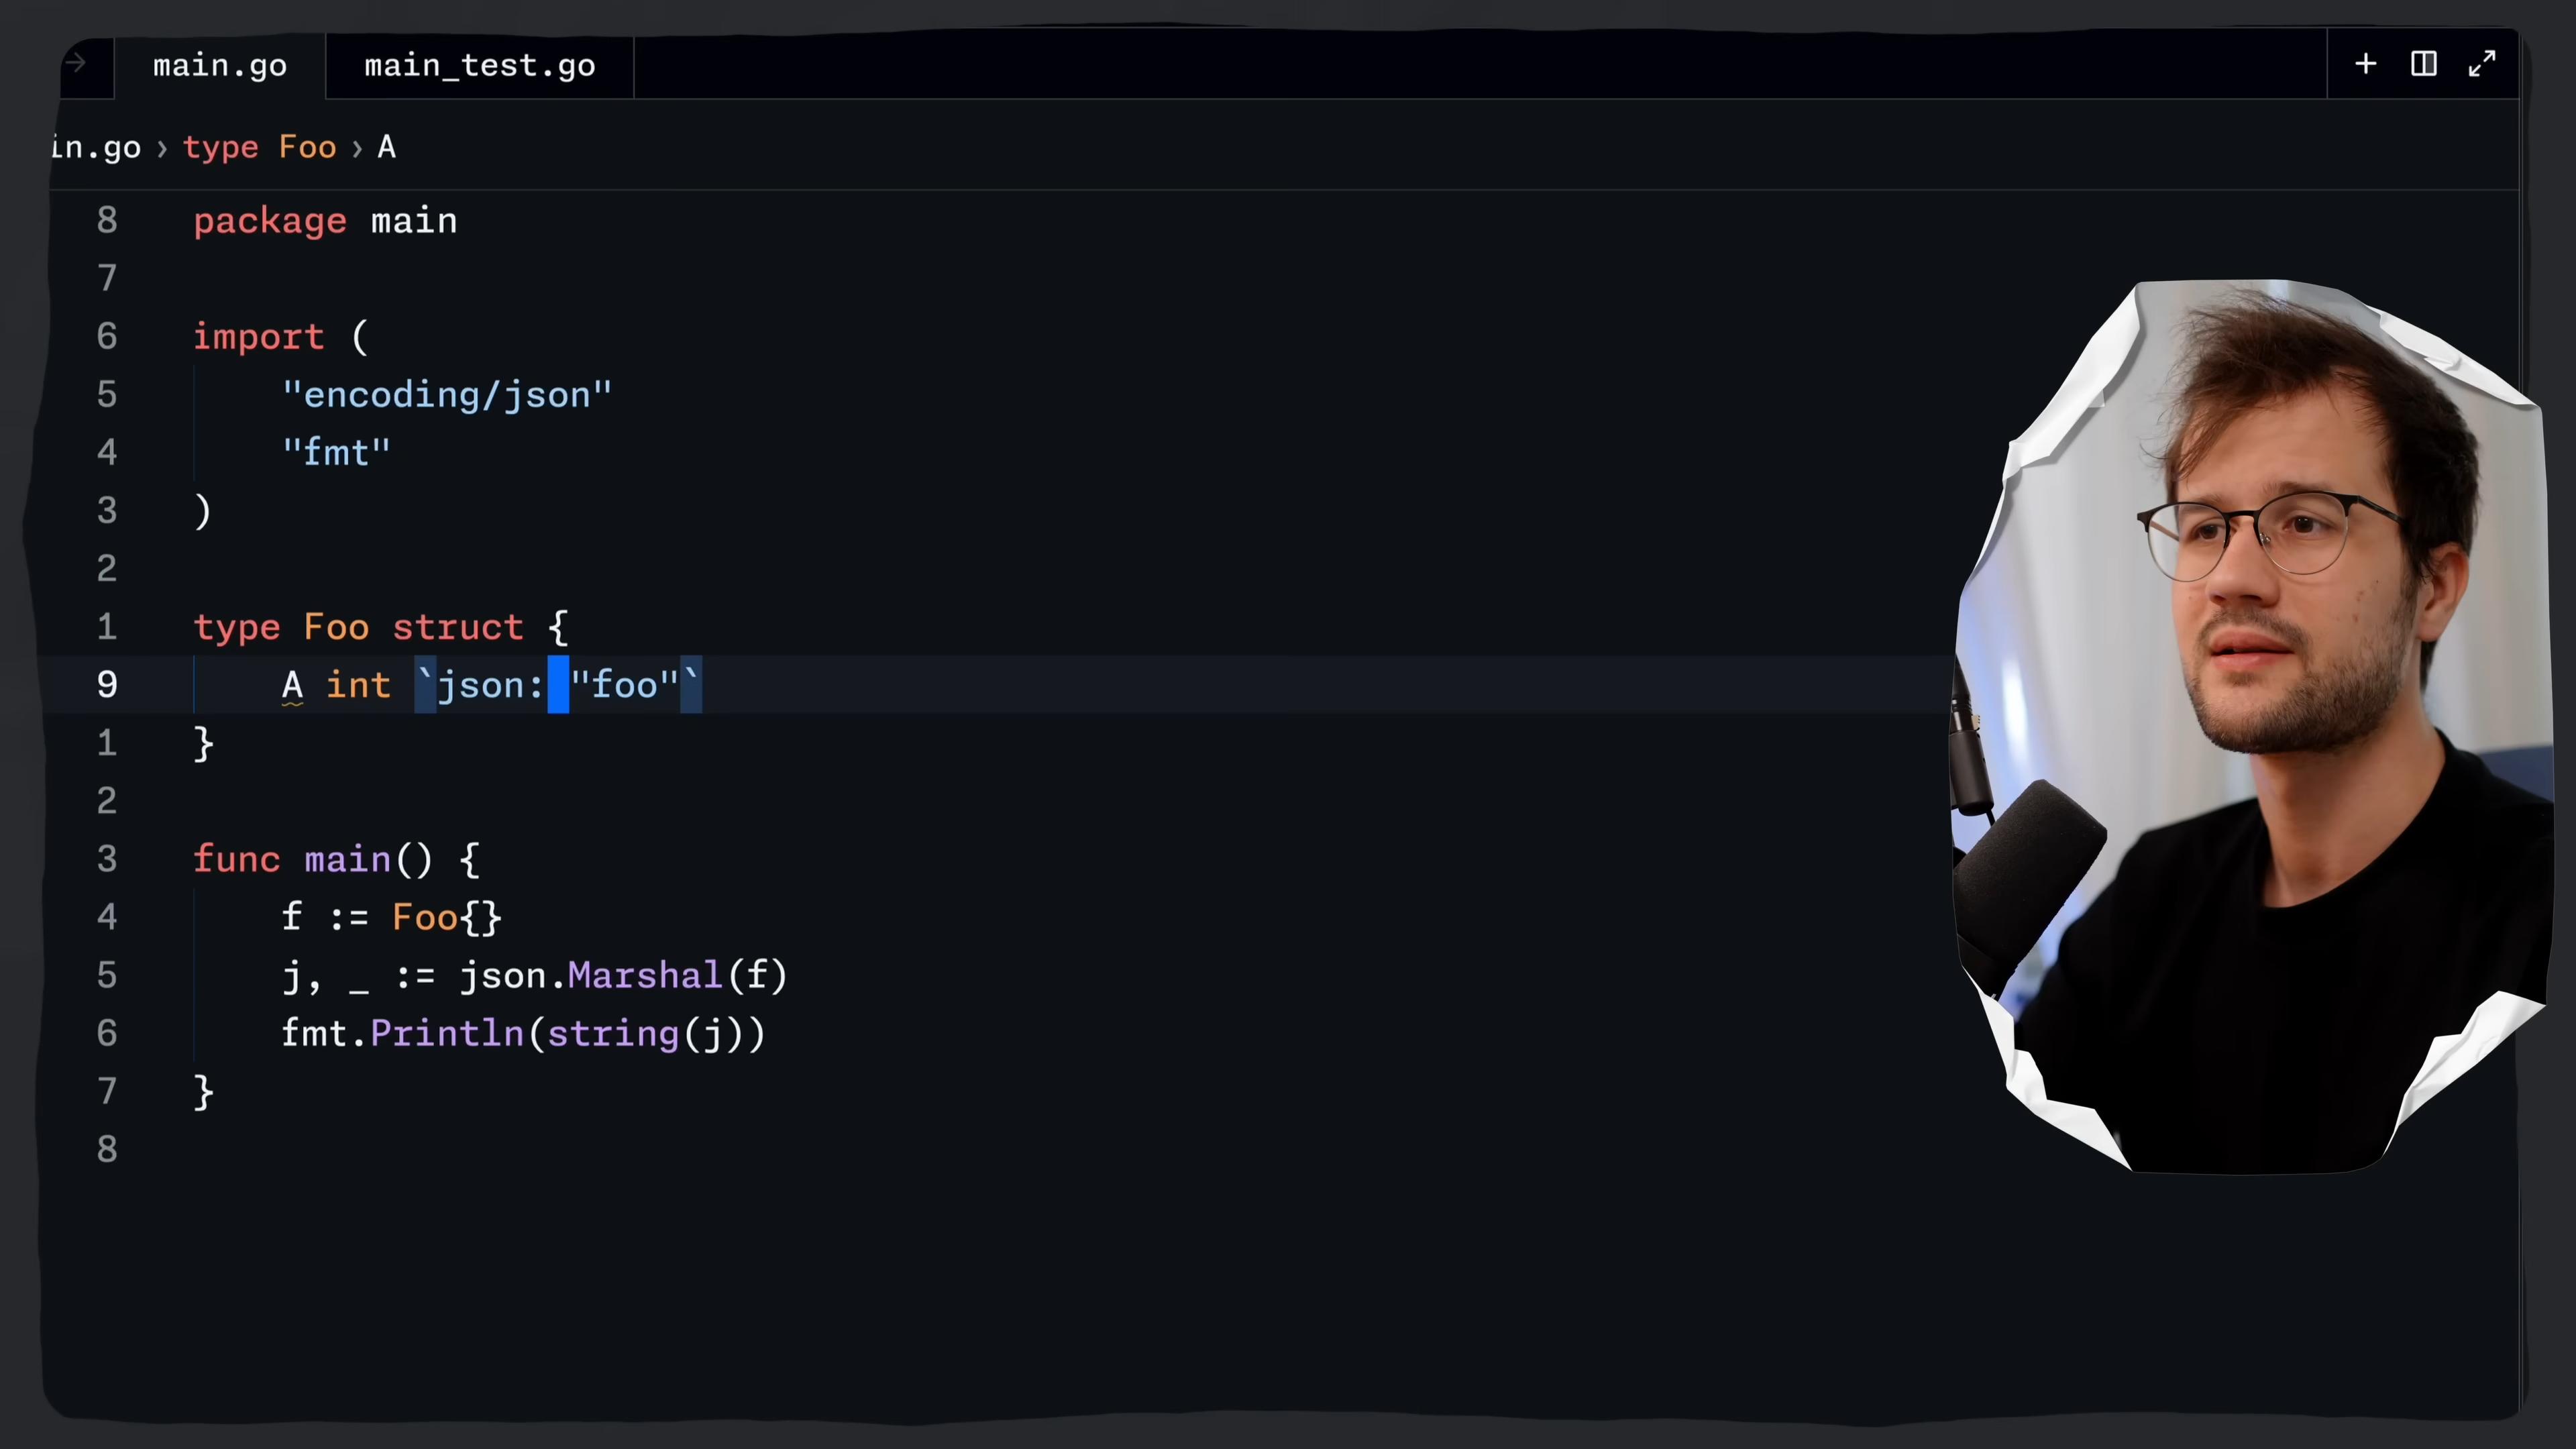 main.go main_test.go
in.go › type Foo › A
8 package main
7
6 import (
5 "encoding/json"
4 "fmt"
3 )
2
1 type Foo struct {
9 A int `json: "foo"`
1 }
2
3 func main() {
4 f := Foo{}
5 j, _ := json.Marshal(f)
6 fmt.Println(string(j))
7 }
8